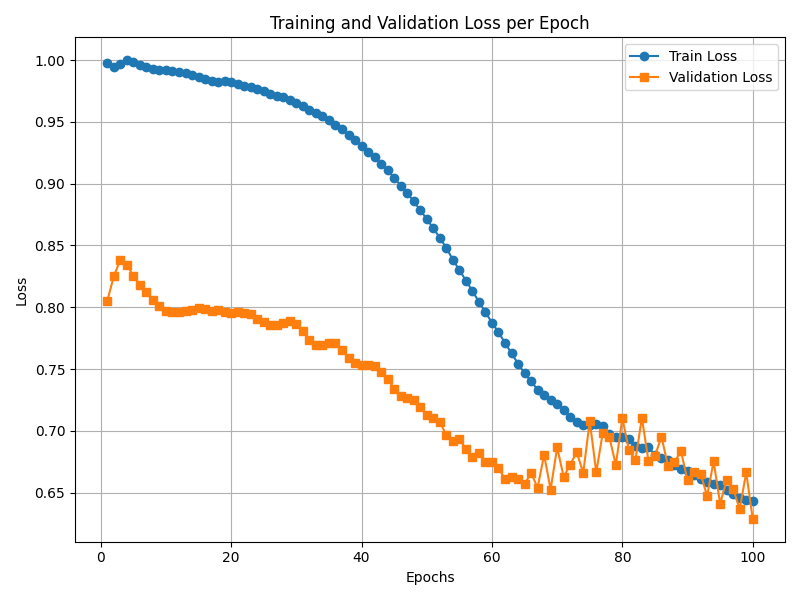 Training and Validation Loss per Epoch
Train Loss
Validation Loss
1.00
0.95
0.90
0.85
0.80
0.75
0.70
0.65
Loss
0 20 40 60 80 100
Epochs